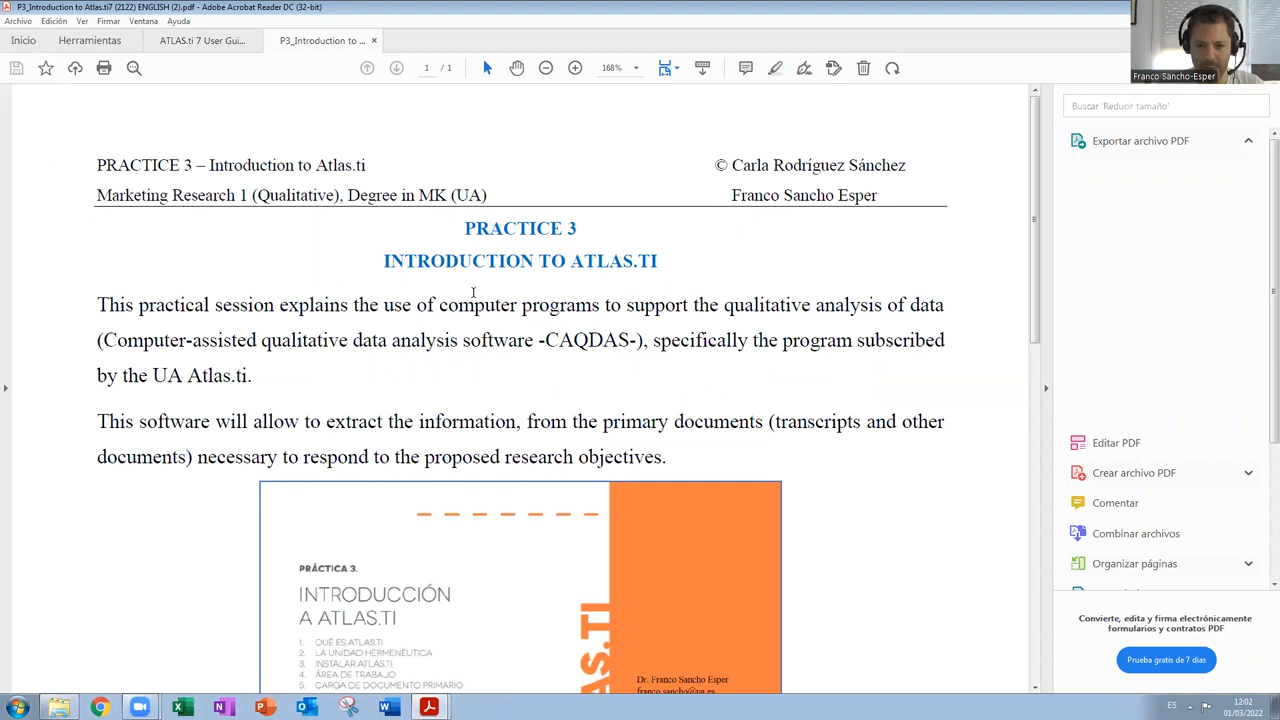 P3_Introduction to Atlas.ti7 (2122) ENGLISH (2).pdf - Adobe Acrobat Reader DC (32-bit)
Archivo Edición Ver Firmar Ventana Ayuda
Inicio Herramientas ATLAS.ti 7 User Gui... P3_Introduction to ... ×
1 / 1 168%
Franco Sancho-Esper
Buscar 'Reducir tamaño'
Exportar archivo PDF
PRACTICE 3 – Introduction to Atlas.ti © Carla Rodríguez Sánchez
Marketing Research 1 (Qualitative), Degree in MK (UA) Franco Sancho Esper
PRACTICE 3
INTRODUCTION TO ATLAS.TI
This practical session explains the use of computer programs to support the qualitative analysis of data
(Computer-assisted qualitative data analysis software -CAQDAS-), specifically the program subscribed
by the UA Atlas.ti.
This software will allow to extract the information, from the primary documents (transcripts and other
documents) necessary to respond to the proposed research objectives.
PRÁCTICA 3.
INTRODUCCIÓN
A ATLAS.TI
1. QUÉ ES ATLAS.TI
2. LA UNIDAD HERMENÉUTICA
3. INSTALAR ATLAS.TI
4. ÁREA DE TRABAJO
5. CARGA DE DOCUMENTO PRIMARIO
AS.TI
Dr. Franco Sancho Esper
franco.sancho@ua.es
Editar PDF
Crear archivo PDF
Comentar
Combinar archivos
Organizar páginas
Convierte, edita y firma electrónicamente
formularios y contratos PDF
Prueba gratis de 7 días
ES
12:02
01/03/2022